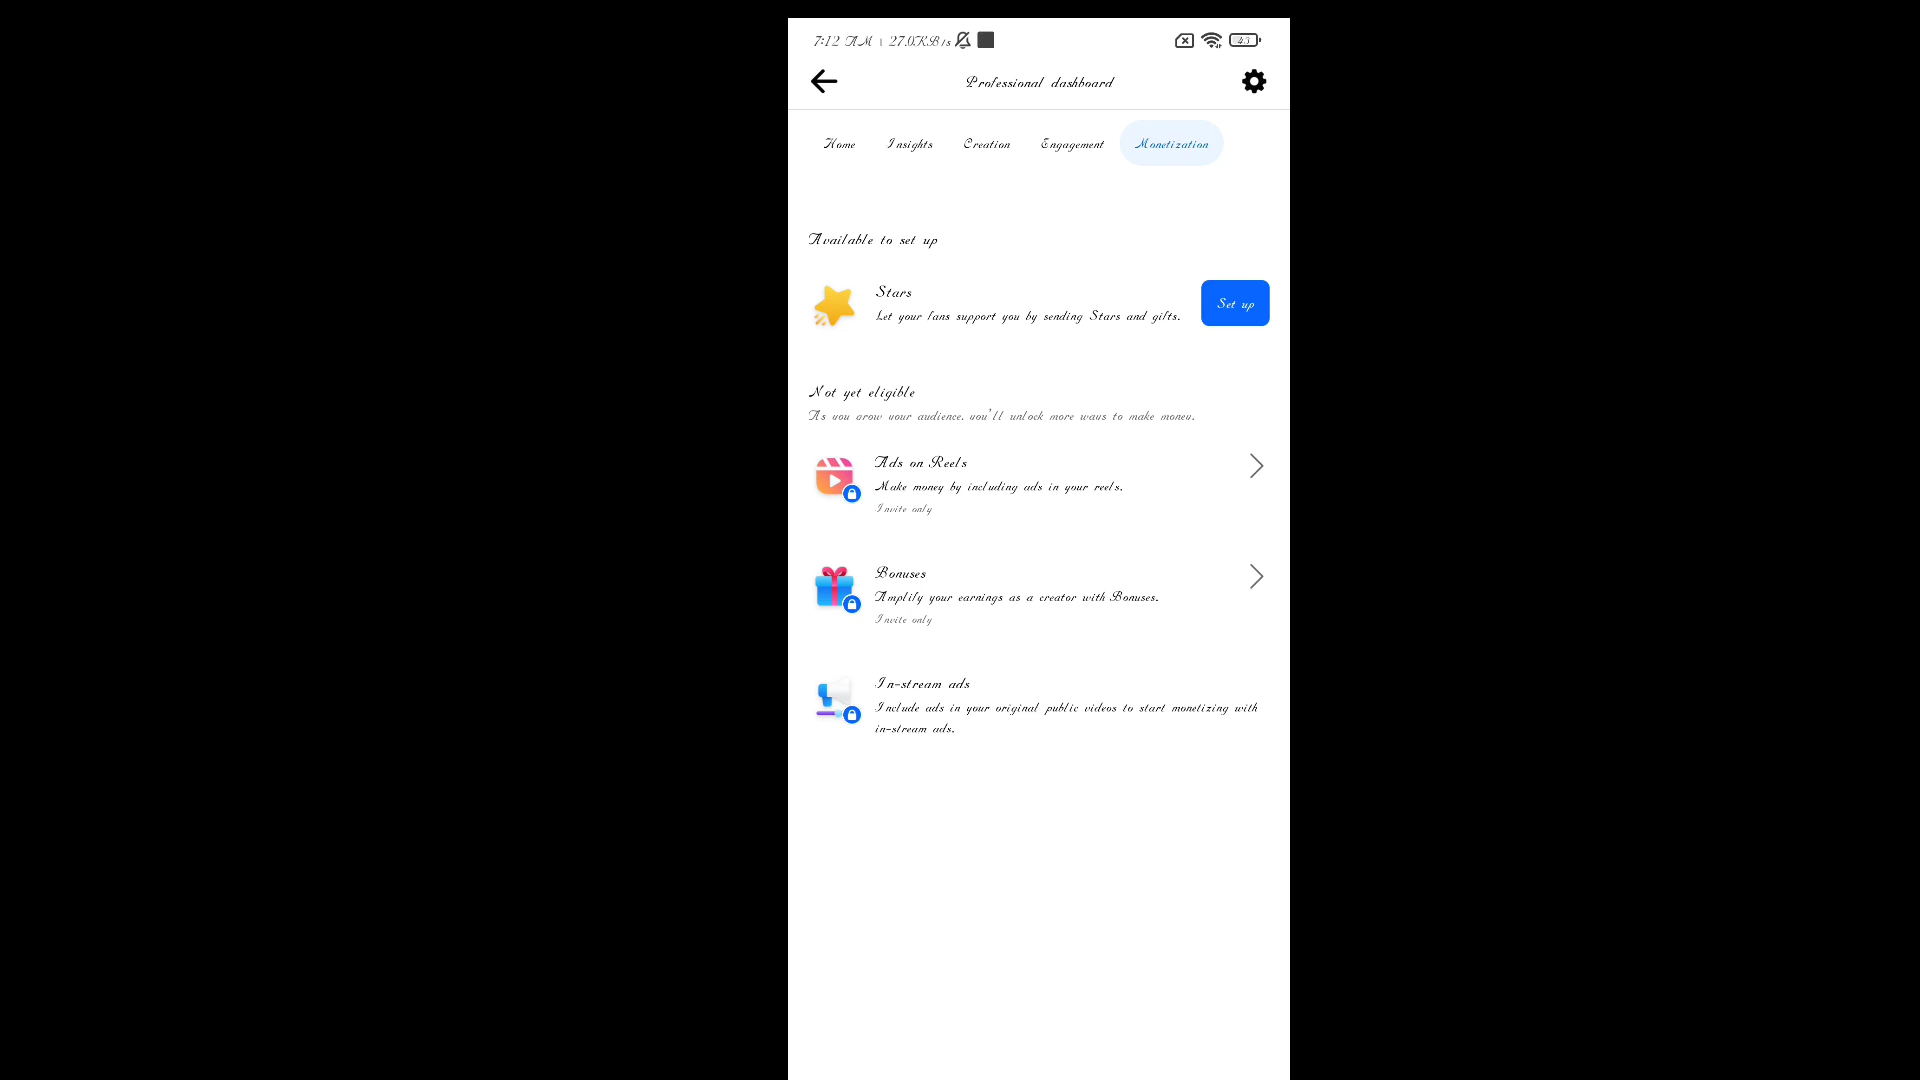 7:12 AM | 27.0KB/s
43
Professional dashboard
Home Insights Creation Engagement Monetization
Available to set up
Stars
Let your fans support you by sending Stars and gifts.
Set up
Not yet eligible
As you grow your audience, you'll unlock more ways to make money.
Ads on Reels
Make money by including ads in your reels.
Invite only
Bonuses
Amplify your earnings as a creator with Bonuses.
Invite only
In-stream ads
Include ads in your original public videos to start monetizing with
in-stream ads.